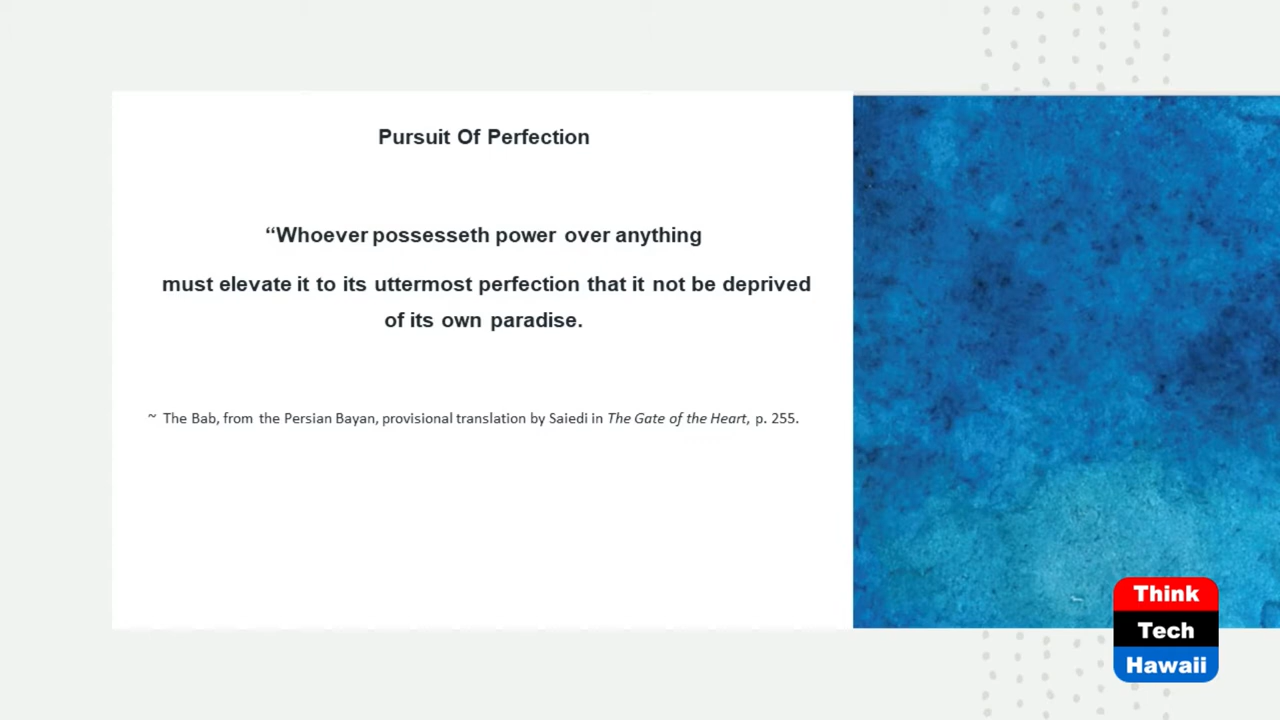 Pursuit Of Perfection
“Whoever possesseth power over anything
must elevate it to its uttermost perfection that it not be deprived
of its own paradise.
~ The Bab, from the Persian Bayan, provisional translation by Saiedi in The Gate of the Heart, p. 255.
Think
Tech
Hawaii